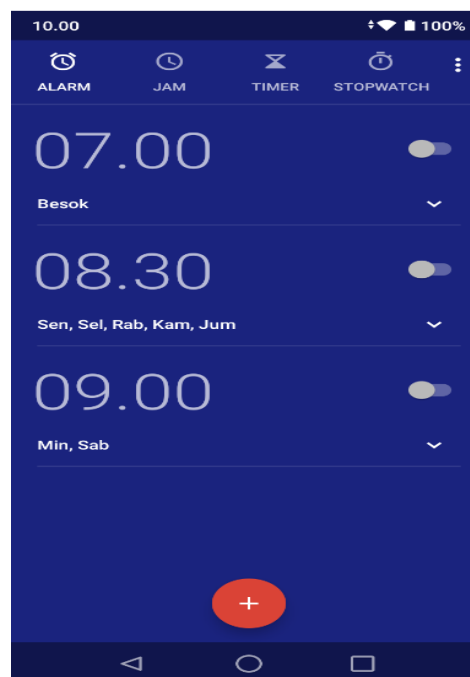 10.00 100%
ALARM JAM TIMER STOPWATCH
07.00
Besok
08.30
Sen, Sel, Rab, Kam, Jum
09.00
Min, Sab